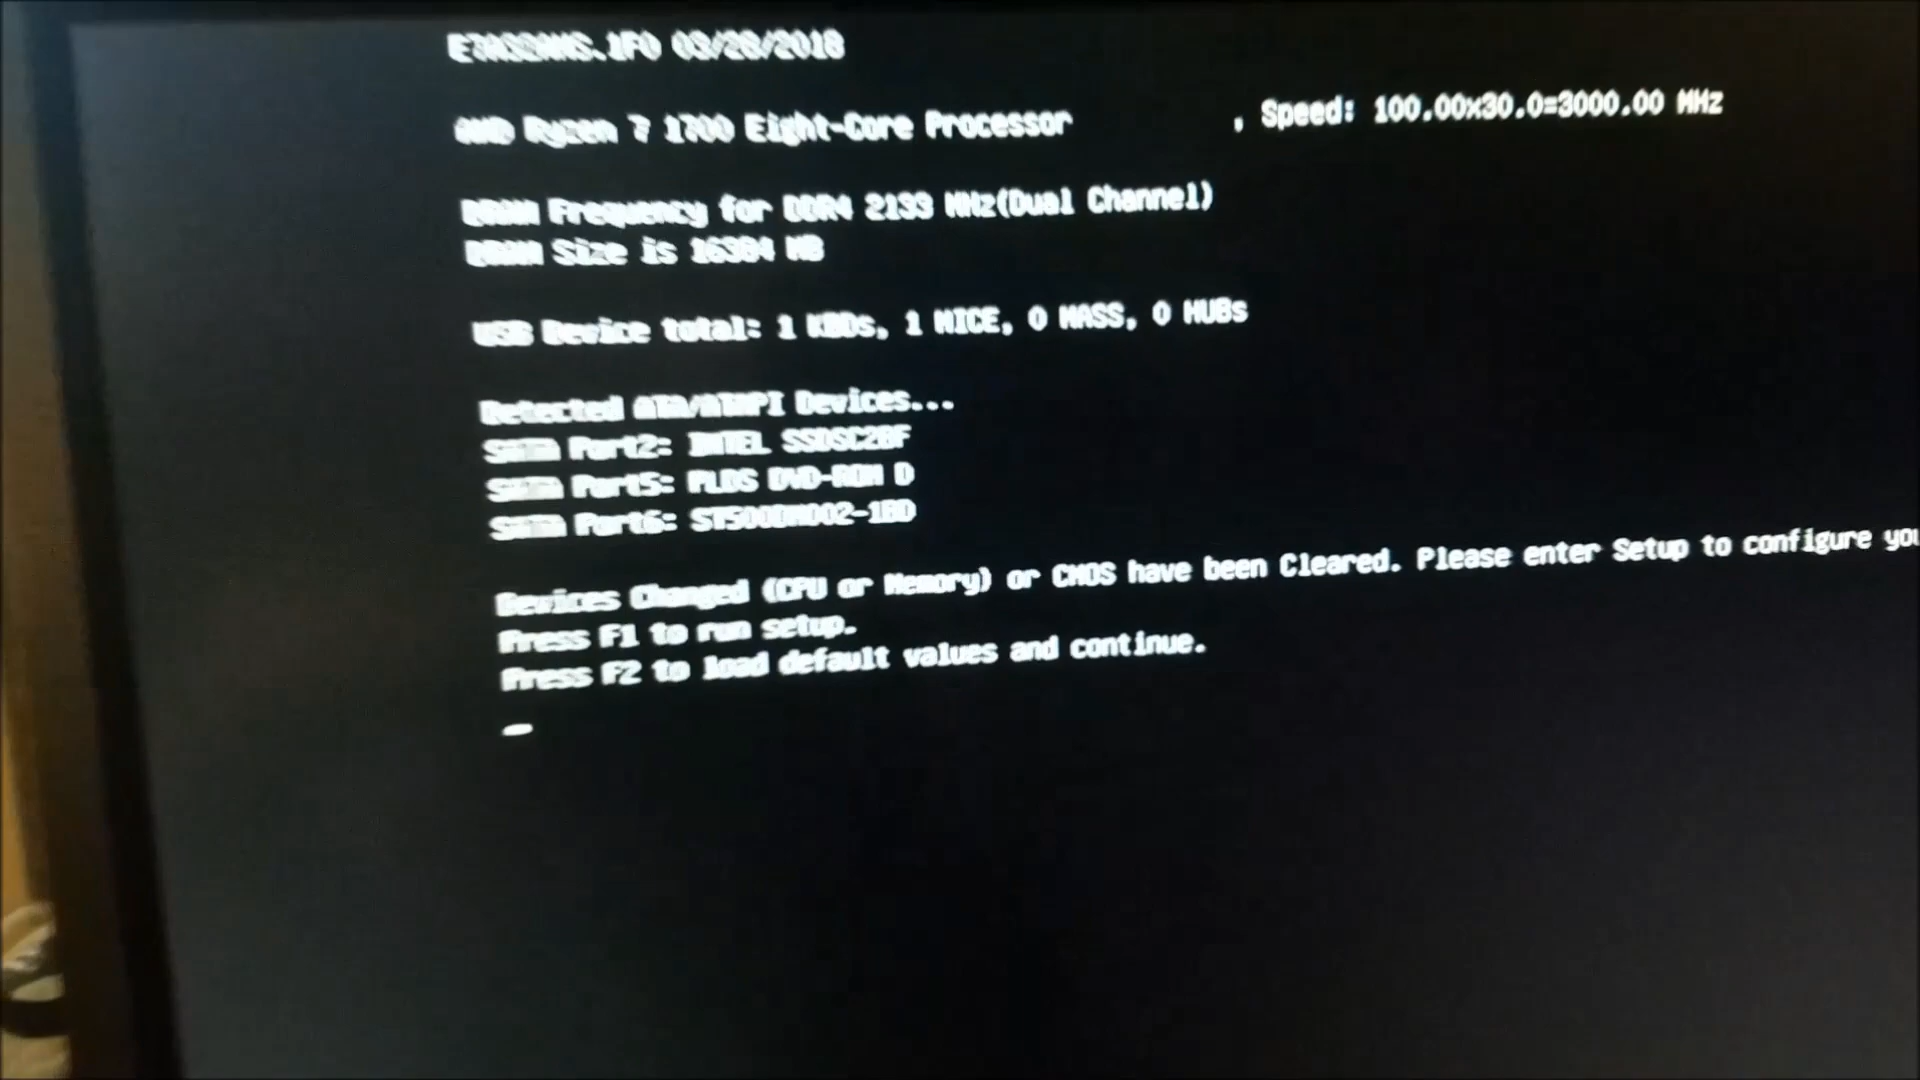 E7A52AMS.1F0 03/28/2018
AMD Ryzen 7 1700 Eight-Core Processor , Speed: 100.00x30.0=3000.00 MHz
DRAM Frequency for DDR4 2133 MHz(Dual Channel)
DRAM Size is 16384 MB
USB Device total: 1 KBDs, 1 MICE, 0 MASS, 0 HUBs
Detected ATA/ATAPI Devices...
SATA Port2: INTEL SSDSC2BF
SATA Port5: PLDS DVD-ROM D
SATA Port6: ST500DM002-1BD
Devices Changed (CPU or Memory) or CMOS have been Cleared. Please enter Setup to configure you
Press F1 to run setup.
Press F2 to load default values and continue.